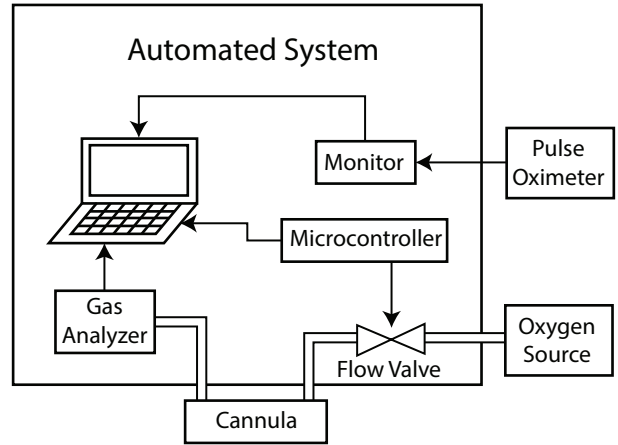 Automated System
Monitor
Pulse
Oximeter
Microcontroller
Gas
Analyzer
Flow Valve
Oxygen
Source
Cannula